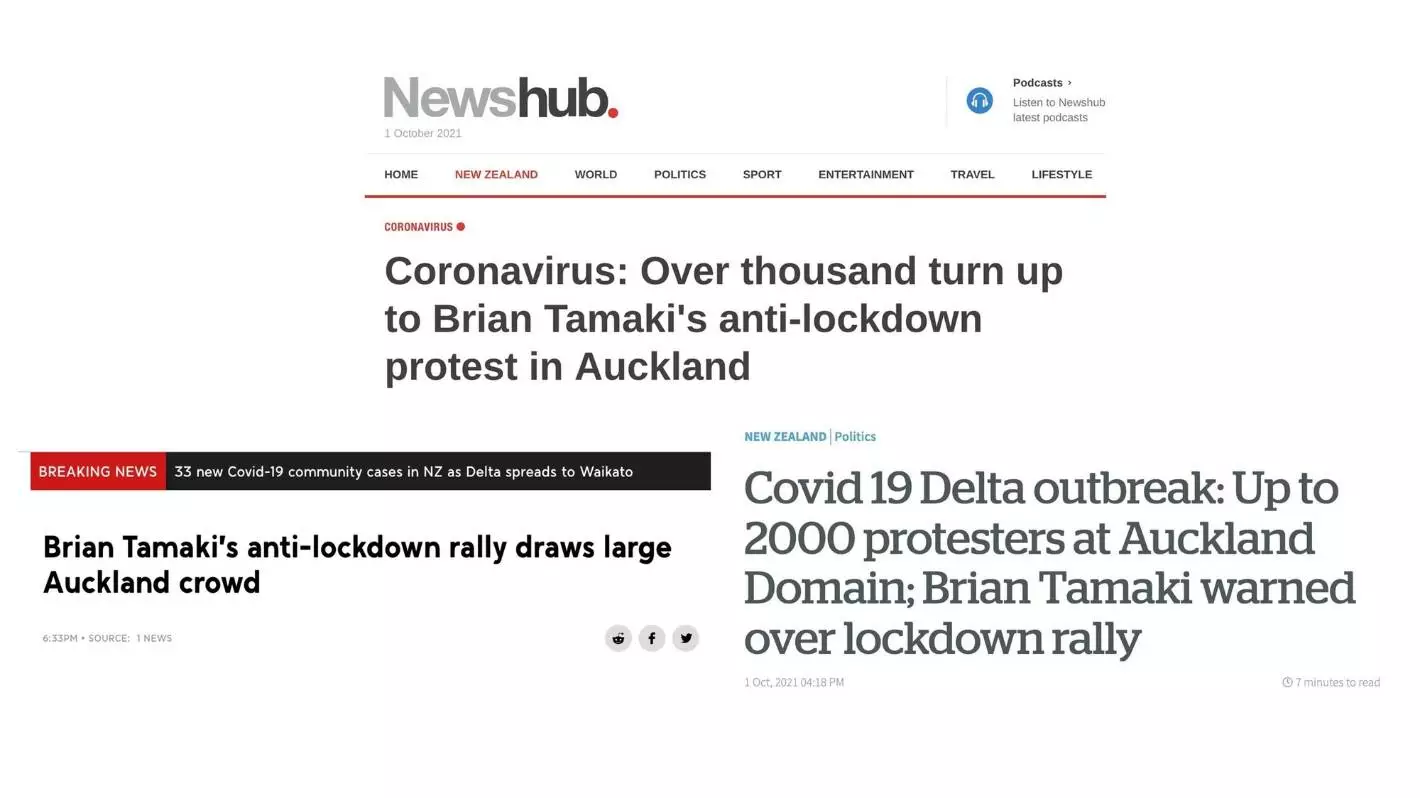 Newshub.
1 October 2021
Podcasts ›
Listen to Newshub
latest podcasts
HOME NEW ZEALAND WORLD POLITICS SPORT ENTERTAINMENT TRAVEL LIFESTYLE
CORONAVIRUS
Coronavirus: Over thousand turn up
to Brian Tamaki's anti-lockdown
protest in Auckland
BREAKING NEWS 33 new Covid-19 community cases in NZ as Delta spreads to Waikato
Brian Tamaki's anti-lockdown rally draws large
Auckland crowd
6:33PM • SOURCE: 1 NEWS
NEW ZEALAND | Politics
Covid 19 Delta outbreak: Up to
2000 protesters at Auckland
Domain; Brian Tamaki warned
over lockdown rally
1 Oct, 2021 04:18 PM
7 minutes to read